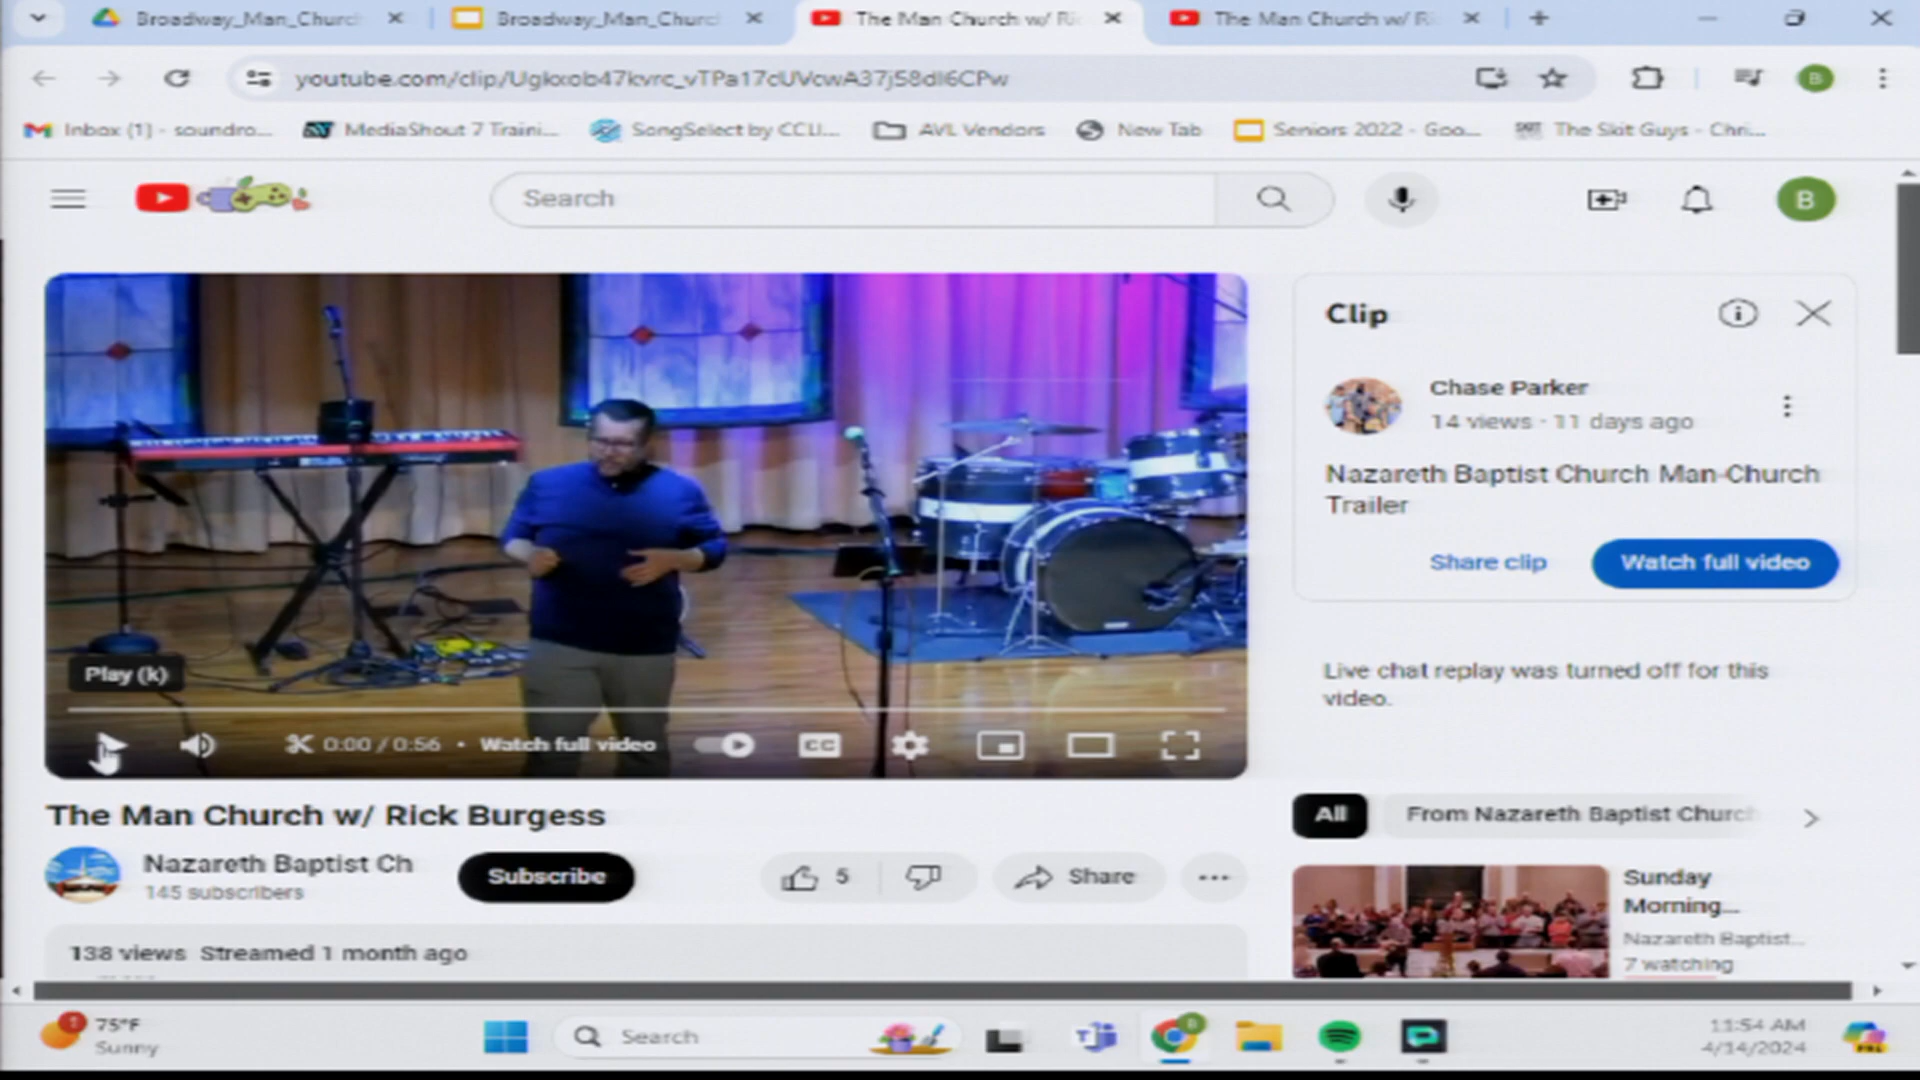 Broadway_Man_Church
Broadway_Man_Churc
The Man Church w/ Ri
The Man Church w/ R
youtube.com/clip/Ugkxob47kvrc_vTPa17cUVcwA37j58dl6CPw
B
Inbox (1) - soundro...
MediaShout 7 Traini...
SongSelect by CCLI...
AVL Vendors
New Tab
Seniors 2022 - Goo...
The Skit Guys - Chri...
Search
B
Clip
Chase Parker
14 views · 11 days ago
Nazareth Baptist Church Man-Church
Trailer
Share clip
Watch full video
Play (k)
0:00 / 0:56 • Watch full video
CC
Live chat replay was turned off for this
video.
The Man Church w/ Rick Burgess
Nazareth Baptist Ch
145 subscribers
Subscribe
5
Share
All
From Nazareth Baptist Church
Sunday
Morning...
Nazareth Baptist...
7 watching
138 views Streamed 1 month ago
1
75°F
Sunny
Search
11:54 AM
4/14/2024